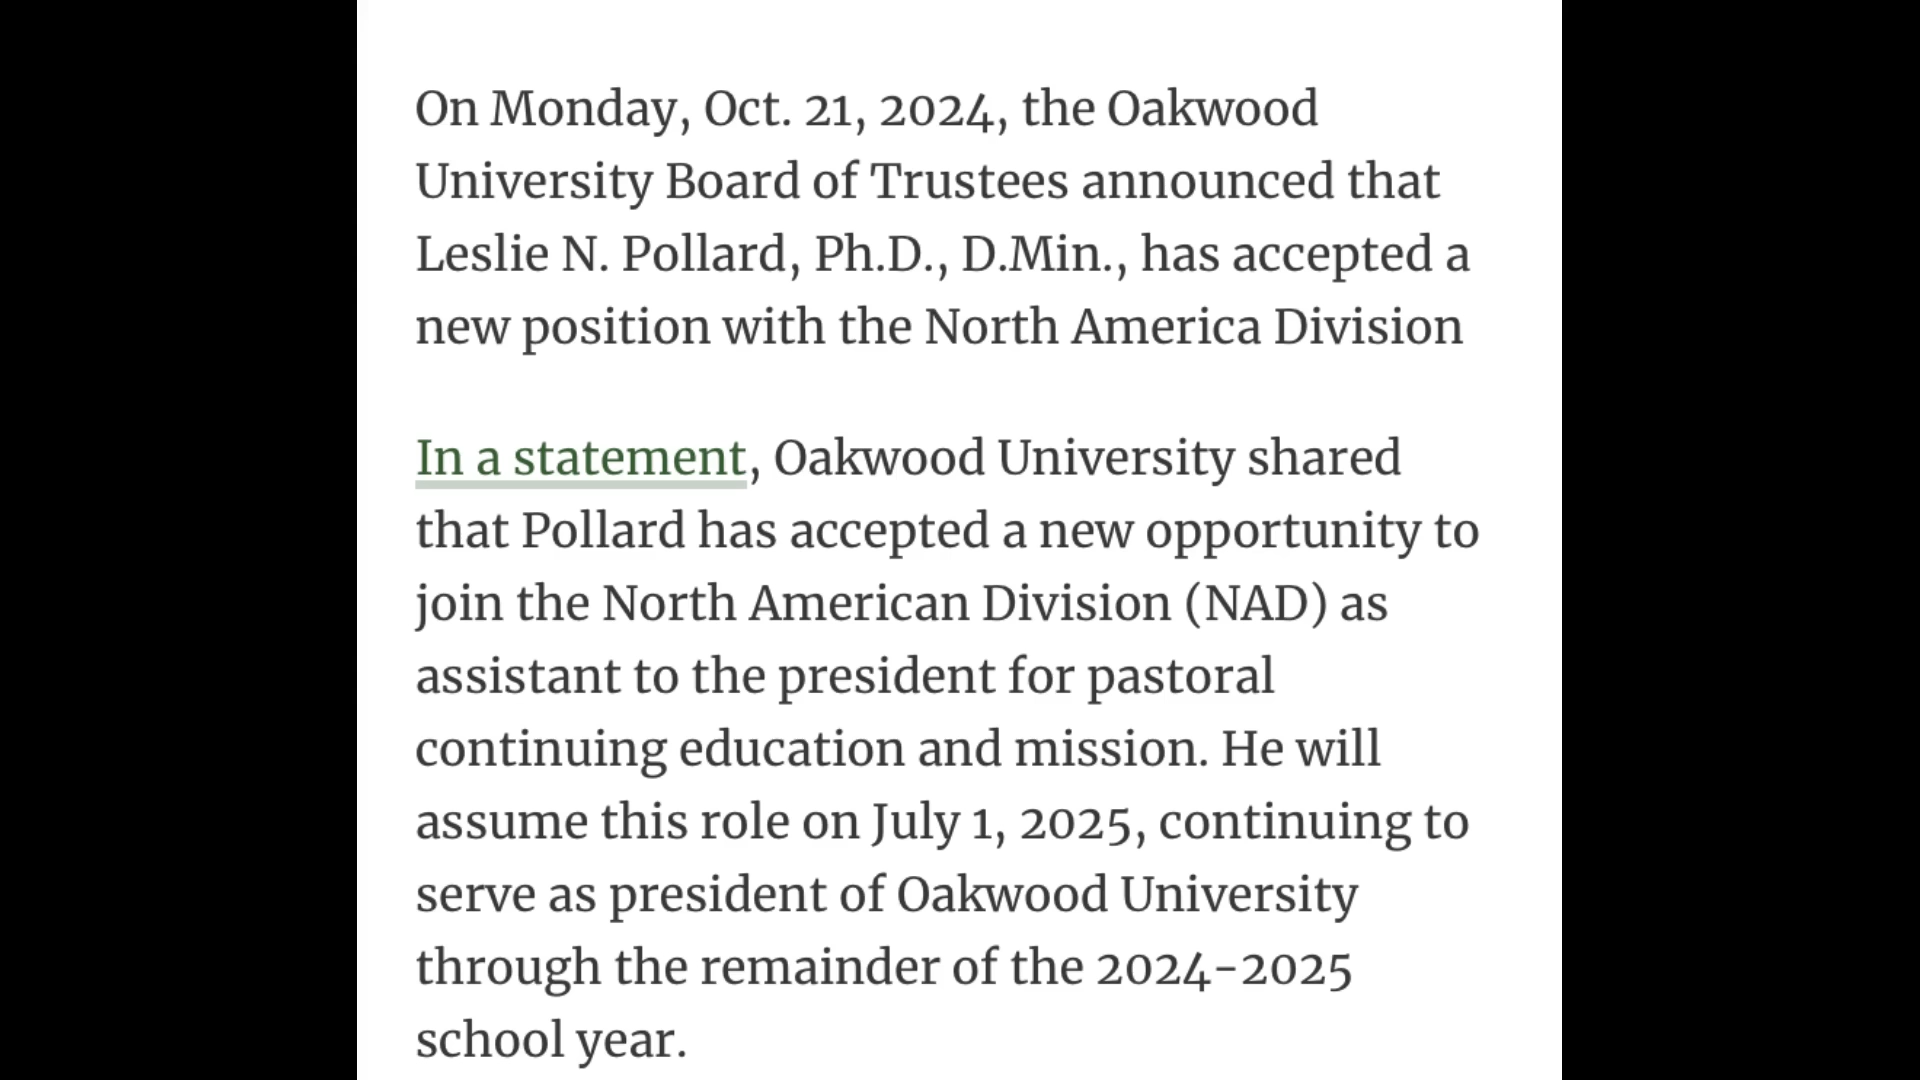 On Monday, Oct. 21, 2024, the Oakwood
University Board of Trustees announced that
Leslie N. Pollard, Ph.D., D.Min., has accepted a
new position with the North America Division
In a statement, Oakwood University shared
that Pollard has accepted a new opportunity to
join the North American Division (NAD) as
assistant to the president for pastoral
continuing education and mission. He will
assume this role on July 1, 2025, continuing to
serve as president of Oakwood University
through the remainder of the 2024-2025
school year.